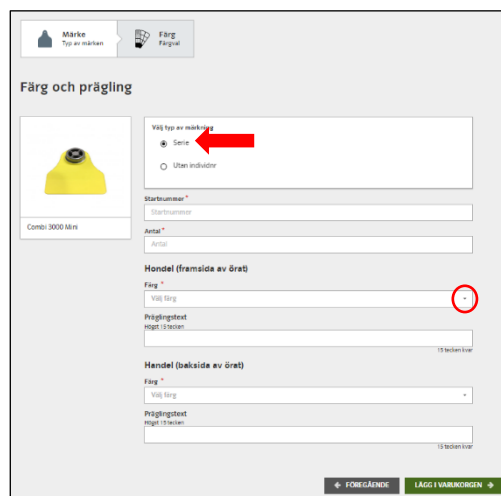 Märke
Typ av märken
Färg
Färgval
Färg och prägling
Combi 3000 Mini
Välj typ av märkning
Serie
Uten individnr
Startnummer *
Startnummer
Antal *
Antal
Hondel (framsida av örat)
Färg *
Välj färg
Präglingstext
Högst 15 tecken
15 tecken kvar
Handel (baksida av örat)
Färg *
Välj färg
Präglingstext
Högst 15 tecken
15 tecken kvar
FÖREGÅENDE
LÄGG I VARUKORGEN